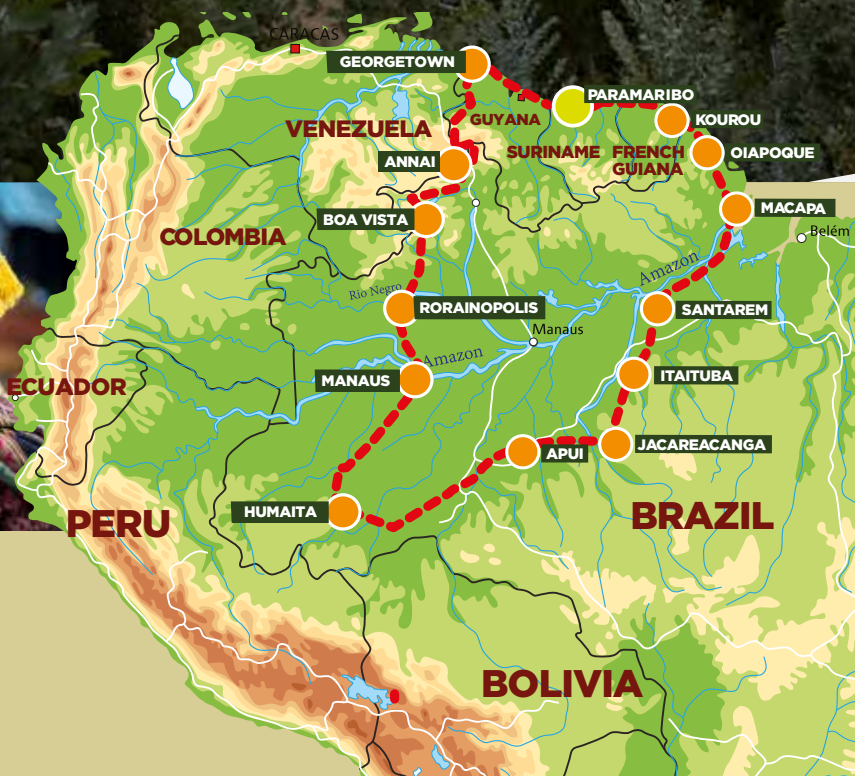 CARACAS
GEORGETOWN
PARAMARIBO
GUYANA
KOUROU
VENEZUELA
ANNAI
SURINAME
FRENCH
GUIANA
OIAPOQUE
BOA VISTA
MACAPA
Belém
COLOMBIA
Amazon
Rio Negro
RORAINOPOLIS
SANTAREM
Manaus
Amazon
ECUADOR
MANAUS
ITAITUBA
APUI
JACAREACANGA
HUMAITA
PERU
BRAZIL
BOLIVIA